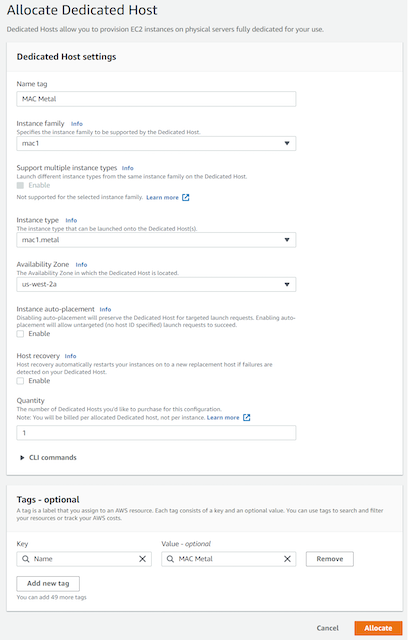 Allocate Dedicated Host
Dedicated Hosts allow you to provision EC2 instances on physical servers fully dedicated for your use.
Dedicated Host settings
Name tag
MAC Metal
Instance family Info
Specifies the instance family to be supported by the Dedicated Host.
mac1
Support multiple instance types Info
Launch different instance types from the same instance family on the Dedicated Host.
Enable
Not supported for the selected instance family. Learn more
Instance type Info
The instance type that can be launched onto the Dedicated Host(s).
mac1.metal
Availability Zone Info
The Availability Zone in which the Dedicated Host is located.
us-west-2a
Instance auto-placement Info
Disabling auto-placement will preserve the Dedicated Host for targeted launch requests. Enabling auto-
placement will allow untargeted (no host ID specified) launch requests to succeed.
Enable
Host recovery Info
Host recovery automatically restarts your instances on to a new replacement host if failures are
detected on your Dedicated Host.
Enable
Quantity
The number of Dedicated Hosts you'd like to purchase for this configuration.
Note: You will be billed per allocated Dedicated Host, not per instance. Learn more
1
CLI commands
Tags - optional
A tag is a label that you assign to an AWS resource. Each tag consists of a key and an optional value. You can use tags to search and filter
your resources or track your AWS costs.
Key Value - optional
Name MAC Metal Remove
Add new tag
You can add 49 more tags
Cancel Allocate